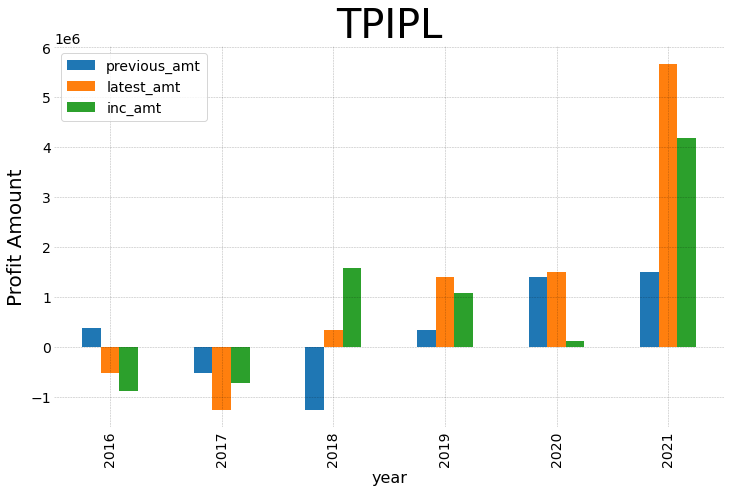 TPIPL
1e6
previous_amt
latest_amt
inc_amt
6
5
4
3
2
1
0
−1
Profit Amount
2016
2017
2018
2019
2020
2021
year